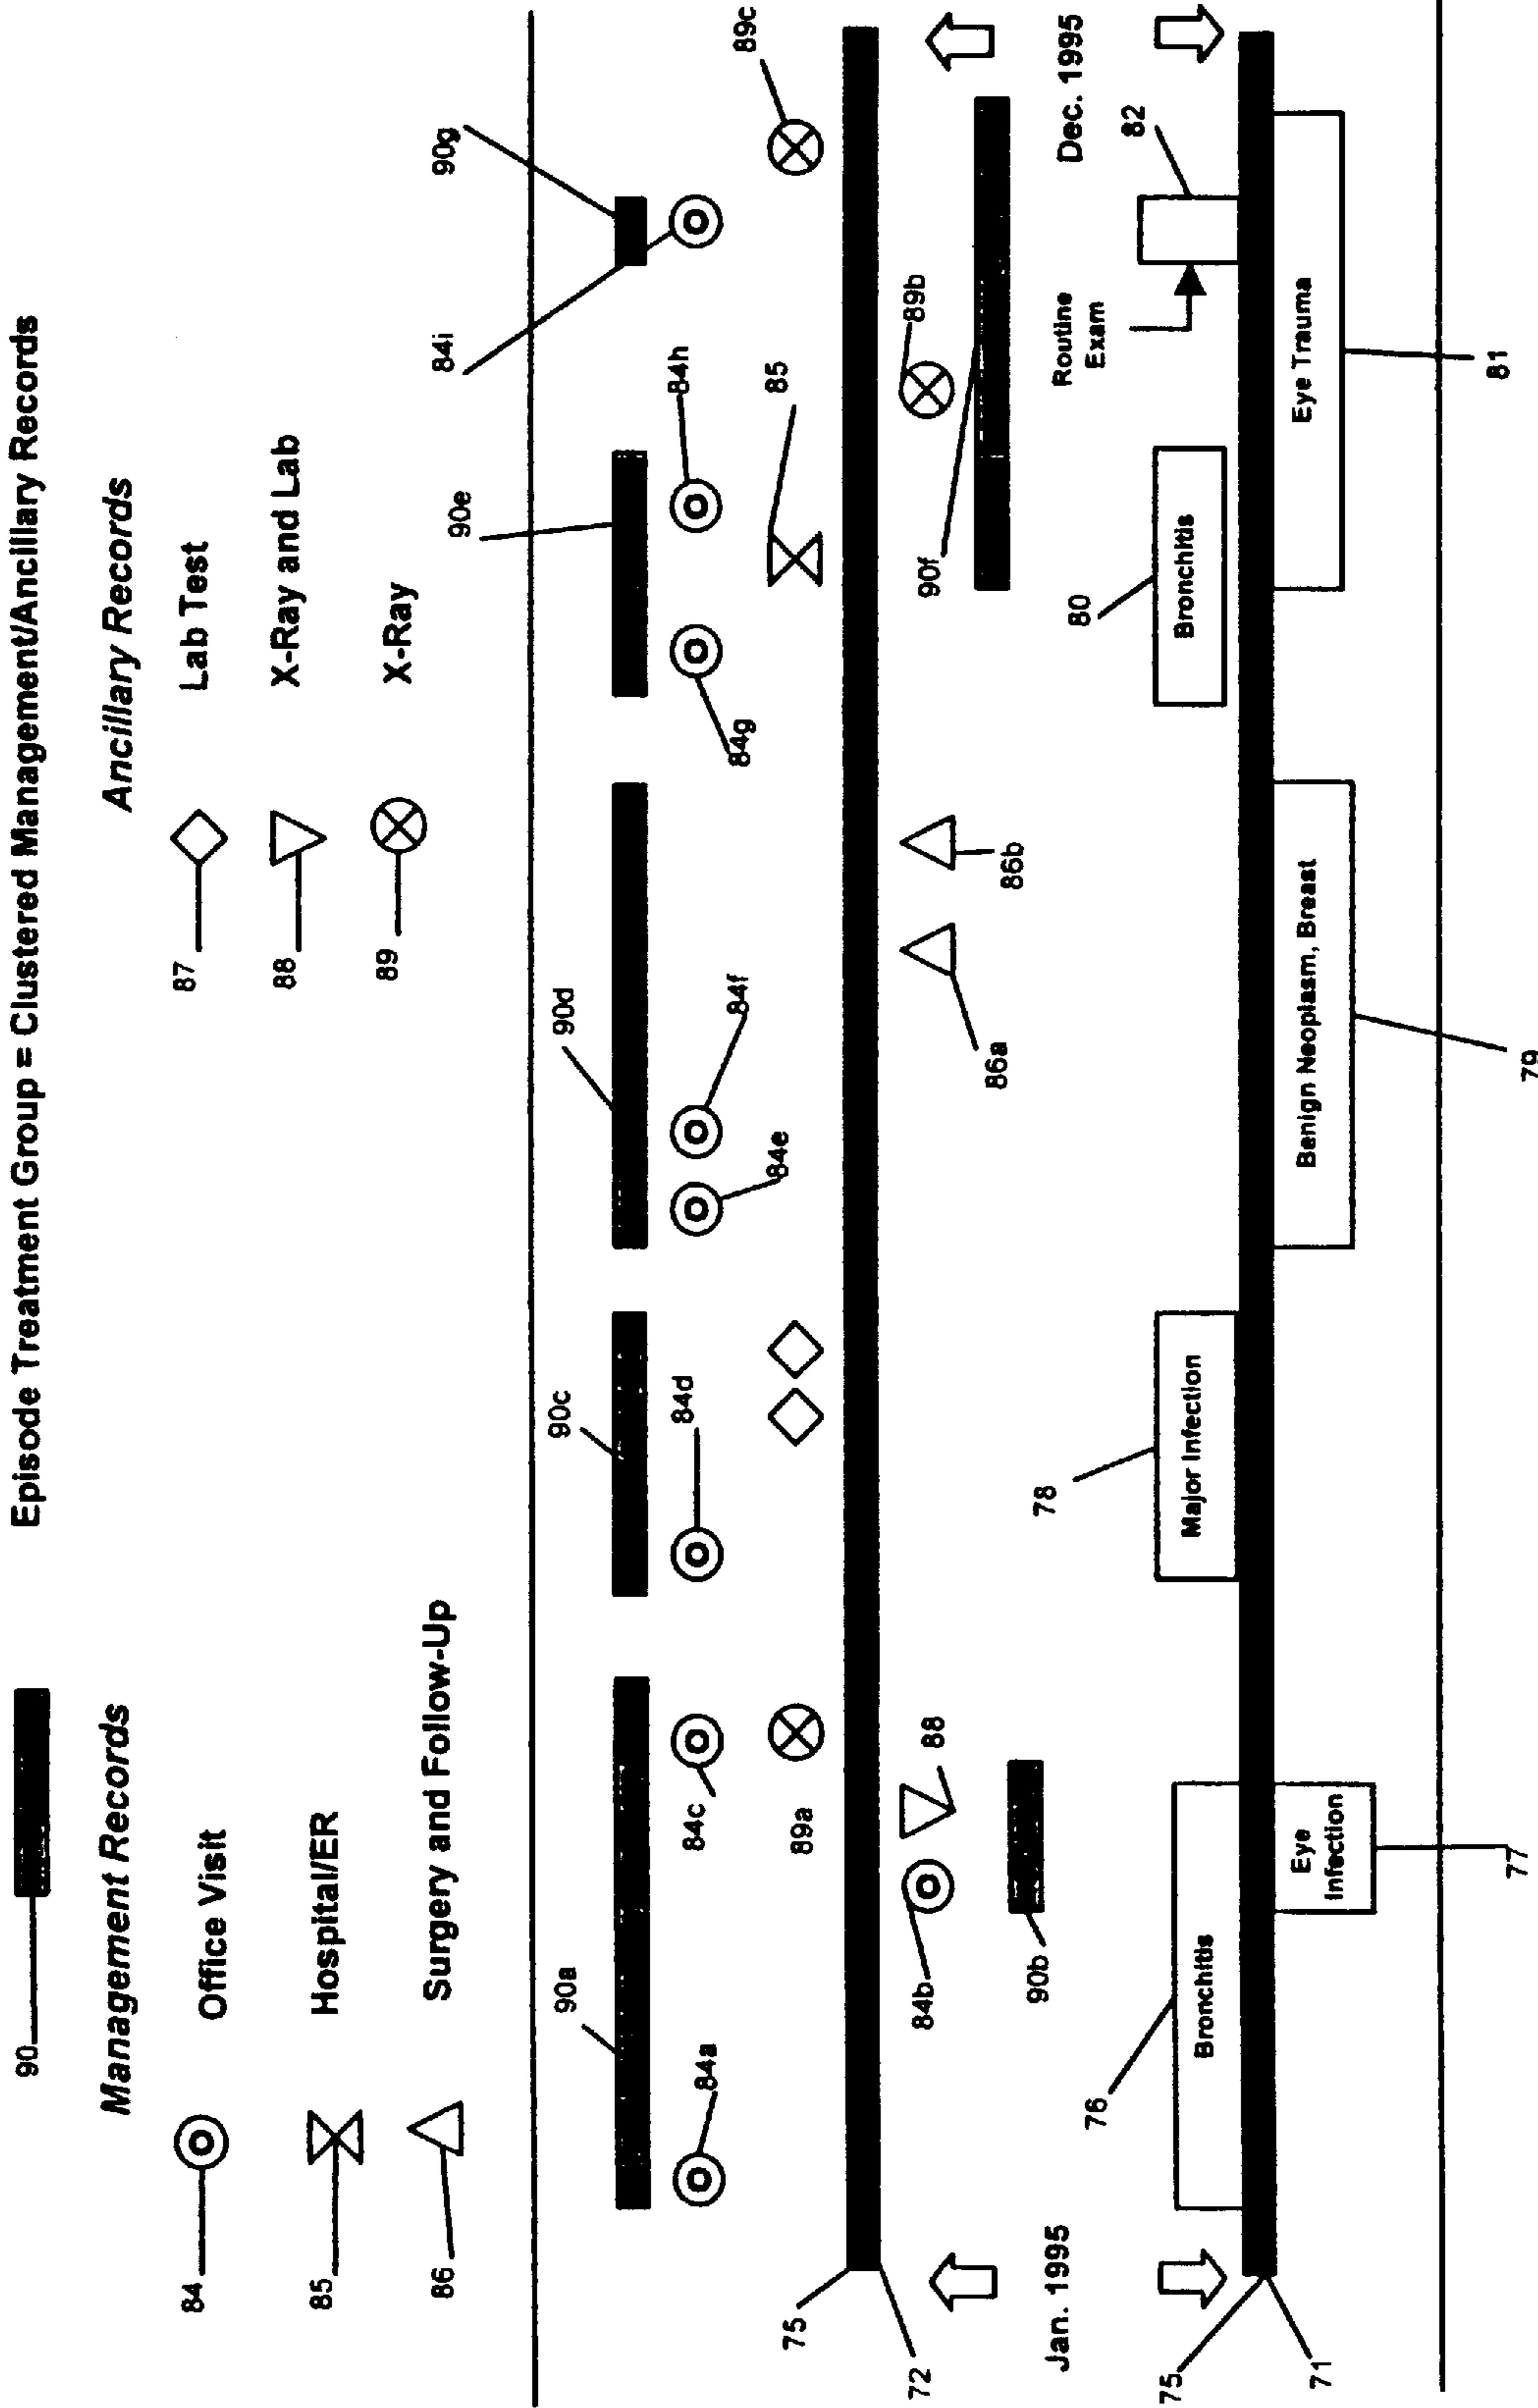 90
Episode Treatment Group = Clustered Management/Ancillary Records
Management Records
Ancillary Records
84
Office Visit
87
Lab Test
85
Hospital/ER
88
X-Ray and Lab
86
Surgery and Follow-Up
89
X-Ray
90a
90c
90d
90e
84i
90g
84a
84c
84d
84e
84f
84g
84h
89a
85
89c
75
72
84b
88
86a
86b
89b
90b
90f
Jan. 1995
Dec. 1995
Routine
Exam
76
78
80
82
75
71
Bronchitis
Major Infection
Bronchitis
Eye
Infection
Benign Neoplasm, Breast
Eye Trauma
77
79
81